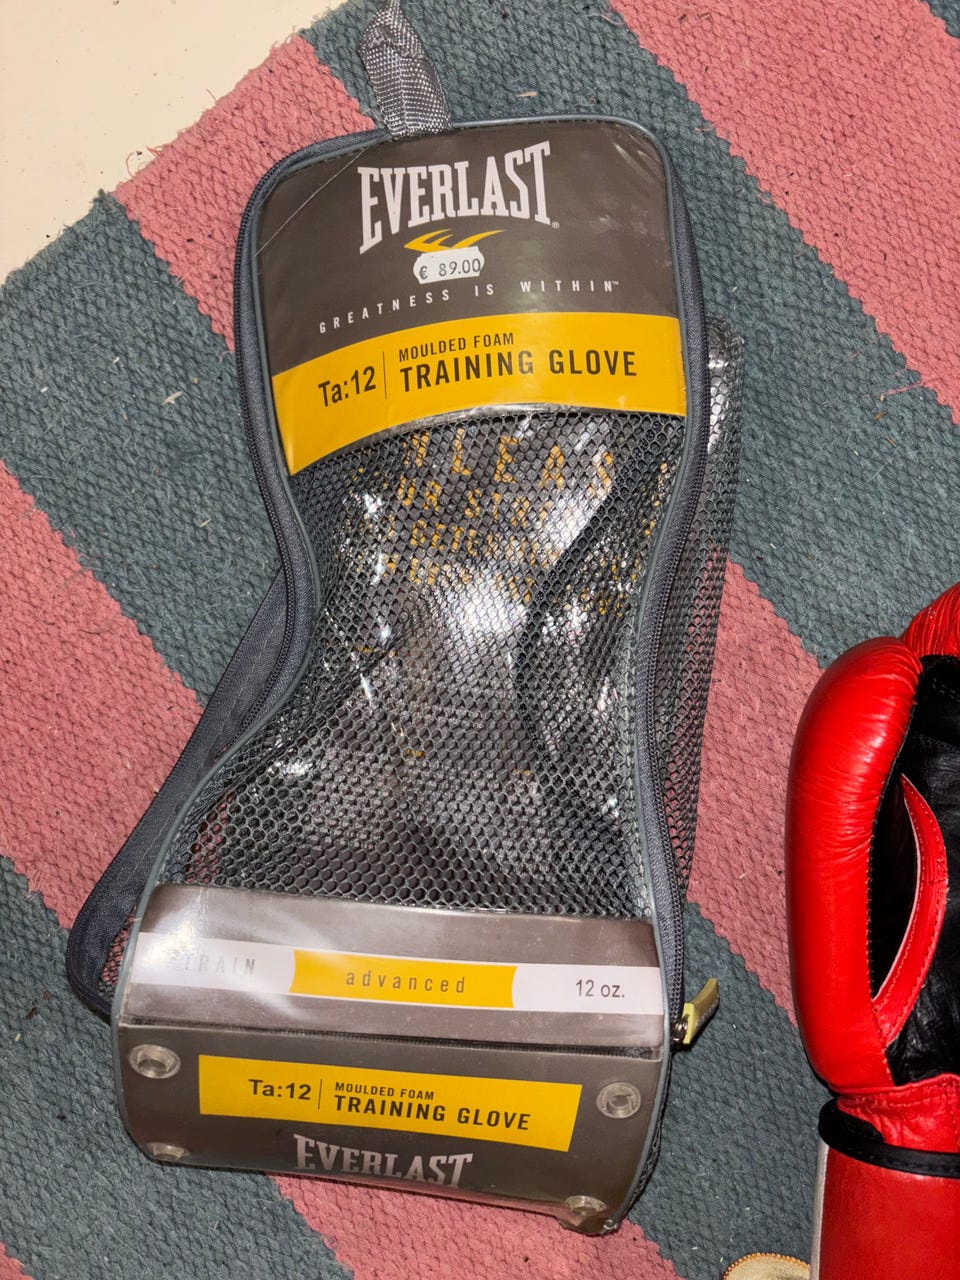 EVERLAST®
€ 89.00
GREATNESS IS WITHIN™
Ta:12
MOULDED FOAM
TRAINING GLOVE
TRAIN
advanced
12 oz.
Ta:12
MOULDED FOAM
TRAINING GLOVE
EVERLAST